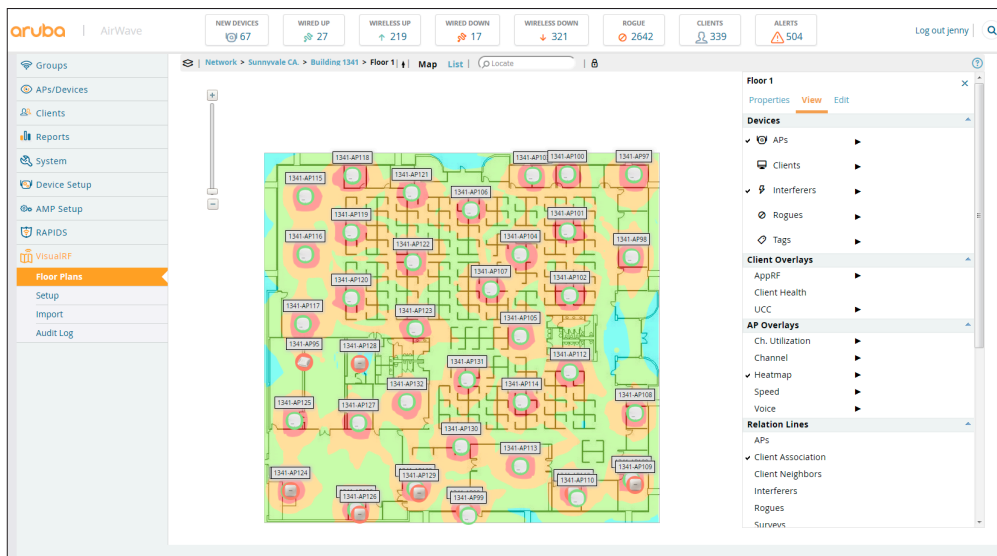 aruba | AirWave
NEW DEVICES
67
WIRED UP
27
WIRELESS UP
219
WIRED DOWN
17
WIRELESS DOWN
321
ROGUE
2642
CLIENTS
339
ALERTS
504
Log out jenny
Groups
APs/Devices
Clients
Reports
System
Device Setup
AMP Setup
RAPIDS
VisualRF
Floor Plans
Setup
Import
Audit Log
Network > Sunnyvale CA. > Building 1341 > Floor 1 | Map List | Locate |
1341-AP118
1341-AP100
1341-AP97
1341-AP115
1341-AP121
1341-AP106
1341-AP119
1341-AP101
1341-AP116
1341-AP122
1341-AP104
1341-AP98
1341-AP120
1341-AP107
1341-AP102
1341-AP117
1341-AP123
1341-AP105
1341-AP95
1341-AP128
1341-AP112
1341-AP131
1341-AP132
1341-AP114
1341-AP125
1341-AP127
1341-AP108
1341-AP130
1341-AP113
1341-AP124
1341-AP129
1341-AP109
1341-AP110
1341-AP126
1341-AP99
Floor 1
Properties View Edit
Devices
APs
Clients
Interferers
Rogues
Tags
Client Overlays
AppRF
Client Health
UCC
AP Overlays
Ch. Utilization
Channel
Heatmap
Speed
Voice
Relation Lines
APs
Client Association
Client Neighbors
Interferers
Rogues
Surveys